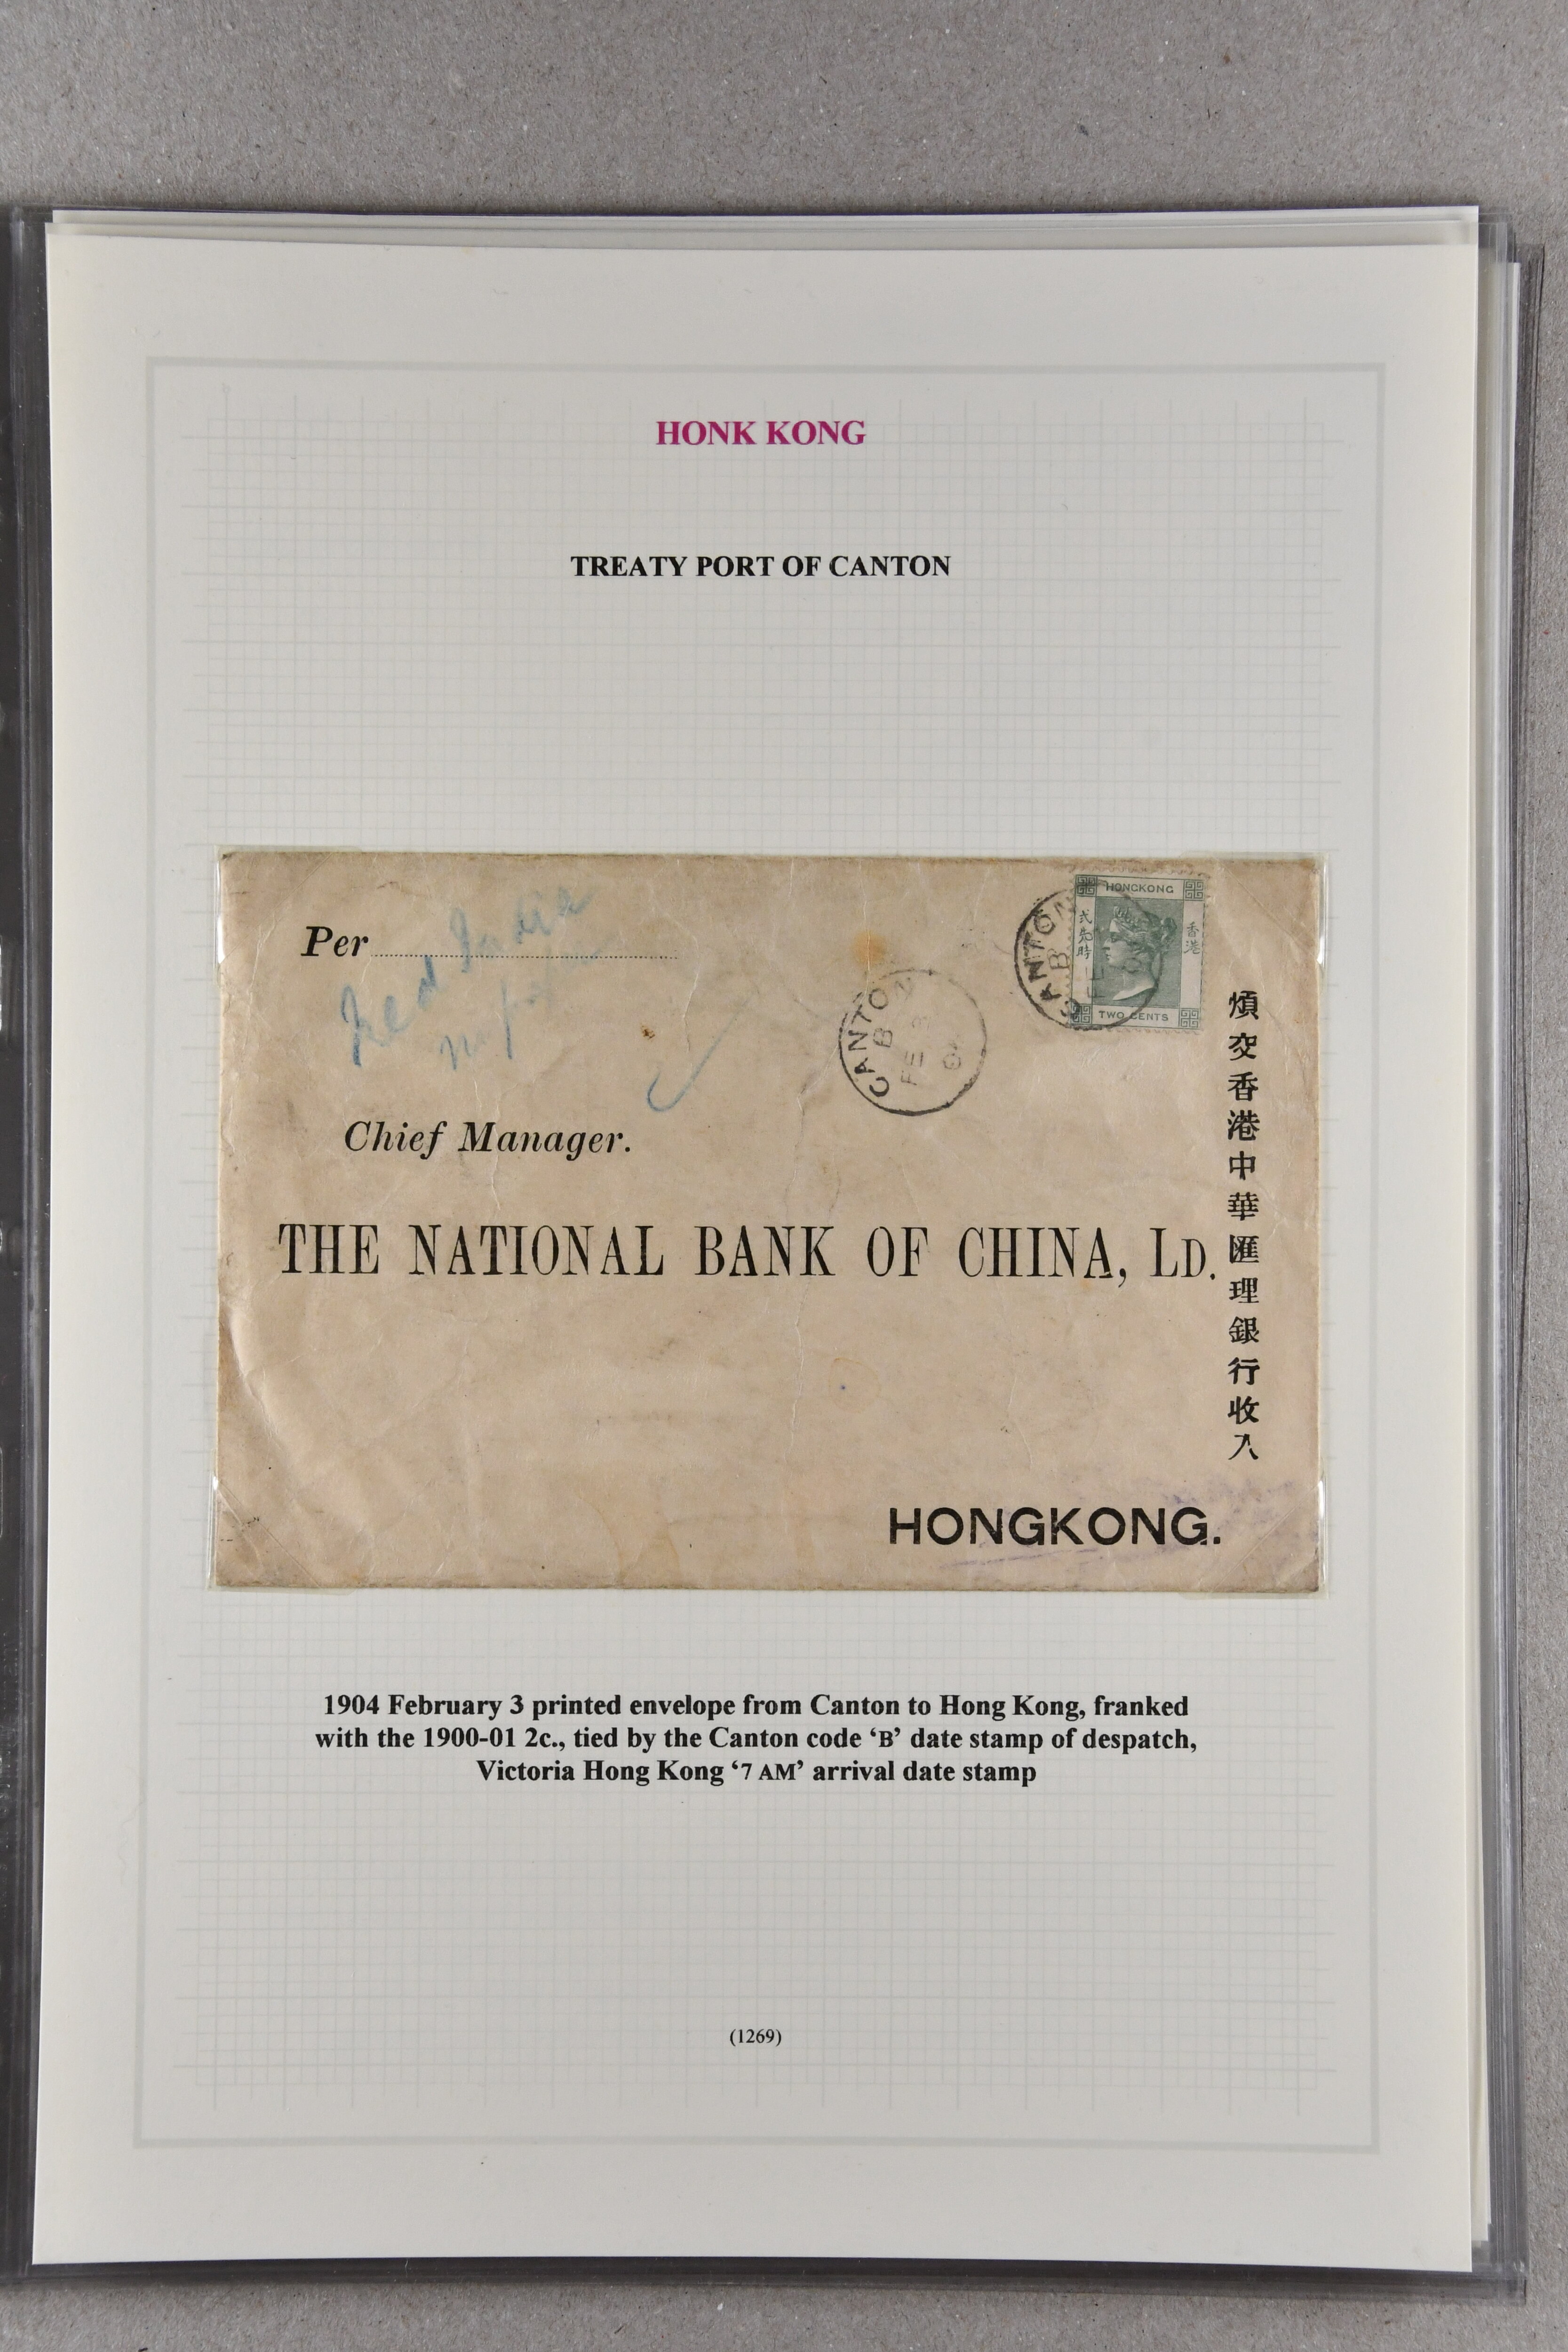 HONK KONG
TREATY PORT OF CANTON
HONGKONG
香港
TWO CENTS
CANTON
B
CANTON
B
FE 3
Per
Chief Manager.
THE NATIONAL BANK OF CHINA, LD.
煩交香港中華匯理銀行收入
HONGKONG.
1904 February 3 printed envelope from Canton to Hong Kong, franked
with the 1900-01 2c., tied by the Canton code ‘B’ date stamp of despatch,
Victoria Hong Kong ‘7 AM’ arrival date stamp
(1269)